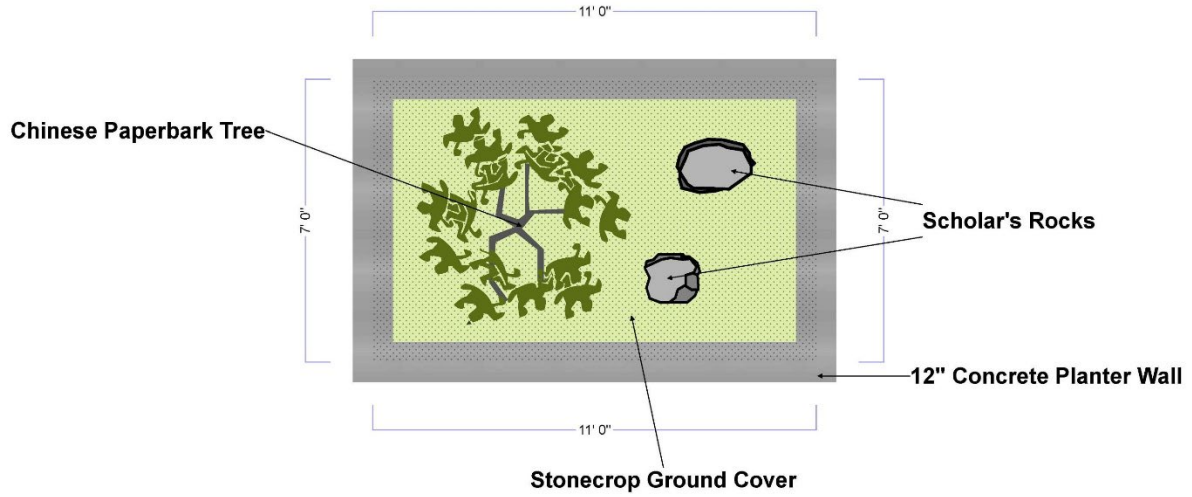 11' 0"
Chinese Paperbark Tree
7' 0"
7' 0"
Scholar's Rocks
12" Concrete Planter Wall
11' 0"
Stonecrop Ground Cover